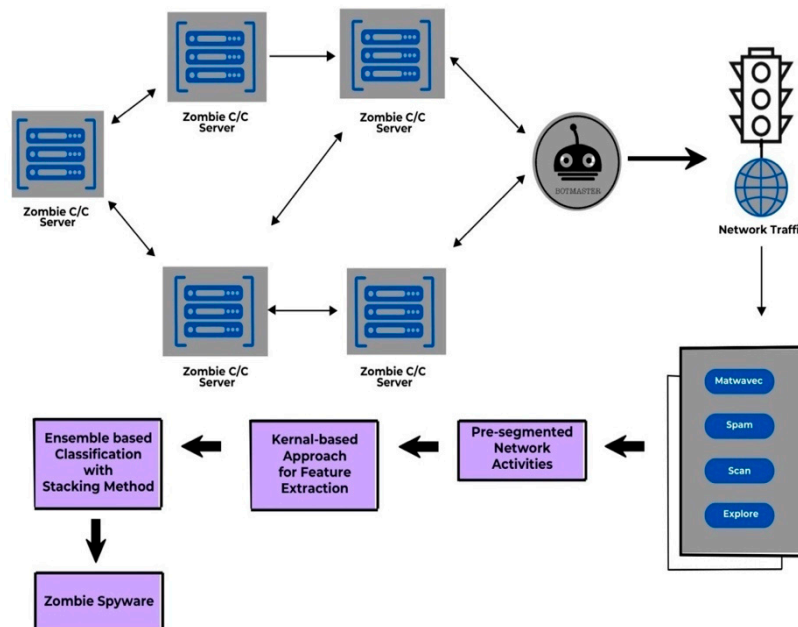 Zombie C/C
Server
Zombie C/C
Server
Zombie C/C
Server
BOTMASTER
Network Traffi
Zombie C/C
Server
Zombie C/C
Server
Matwavec
Spam
Scan
Explore
Ensemble based
Classification
with
Stacking Method
Kernal-based
Approach
for Feature
Extraction
Pre-segmented
Network
Activities
Zombie Spyware